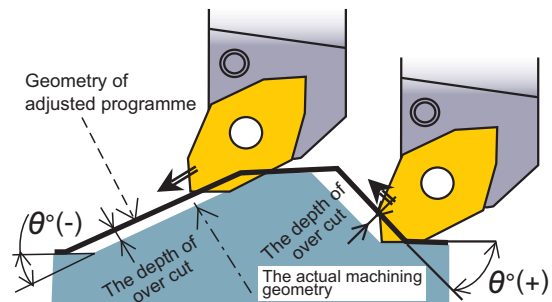 Geometry of
adjusted programme
θ°(-)
The depth of
over cut
The depth of
over cut
The actual machining
geometry
θ°(+)